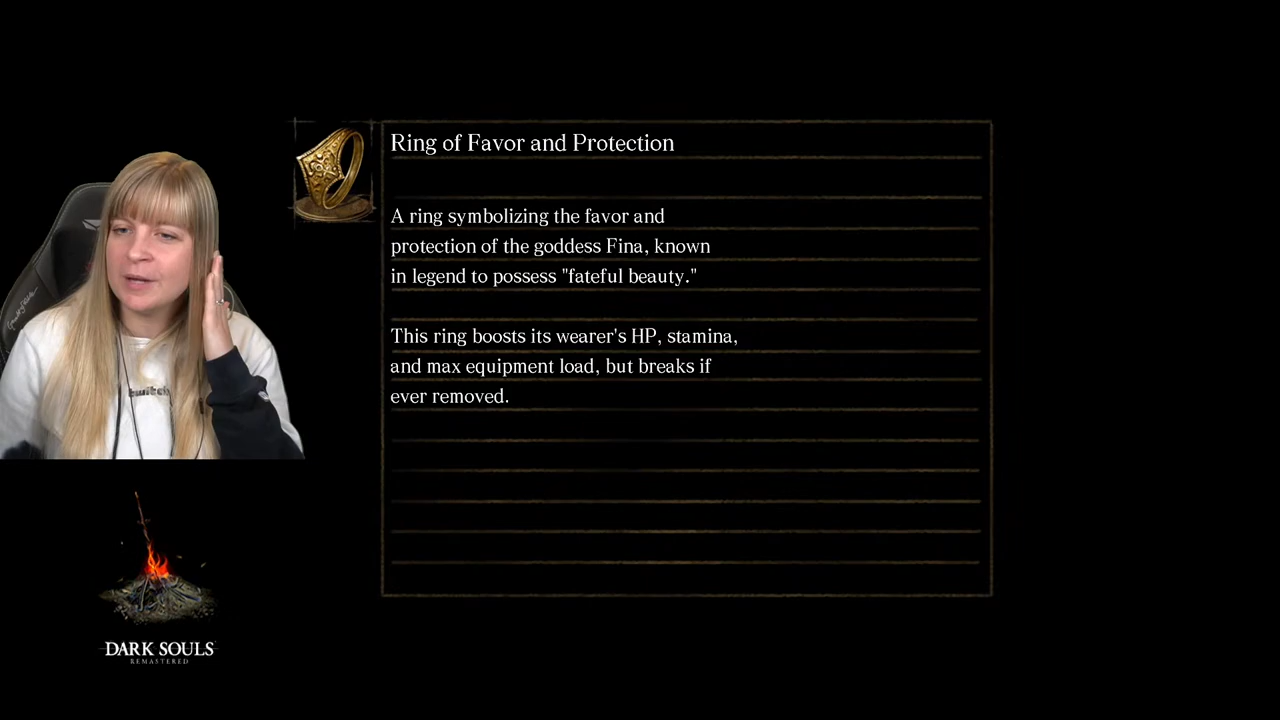 Ring of Favor and Protection
A ring symbolizing the favor and
protection of the goddess Fina, known
in legend to possess "fateful beauty."
This ring boosts its wearer's HP, stamina,
and max equipment load, but breaks if
ever removed.
twitch
DARK SOULS
REMASTERED